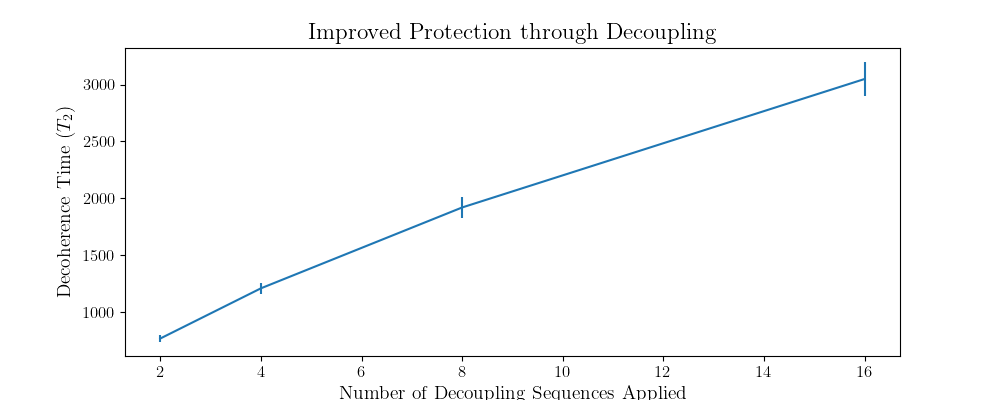 Improved Protection through Decoupling
3000
2500
2000
1500
1000
Decoherence Time (T₂)
2 4 6 8 10 12 14 16
Number of Decoupling Sequences Applied